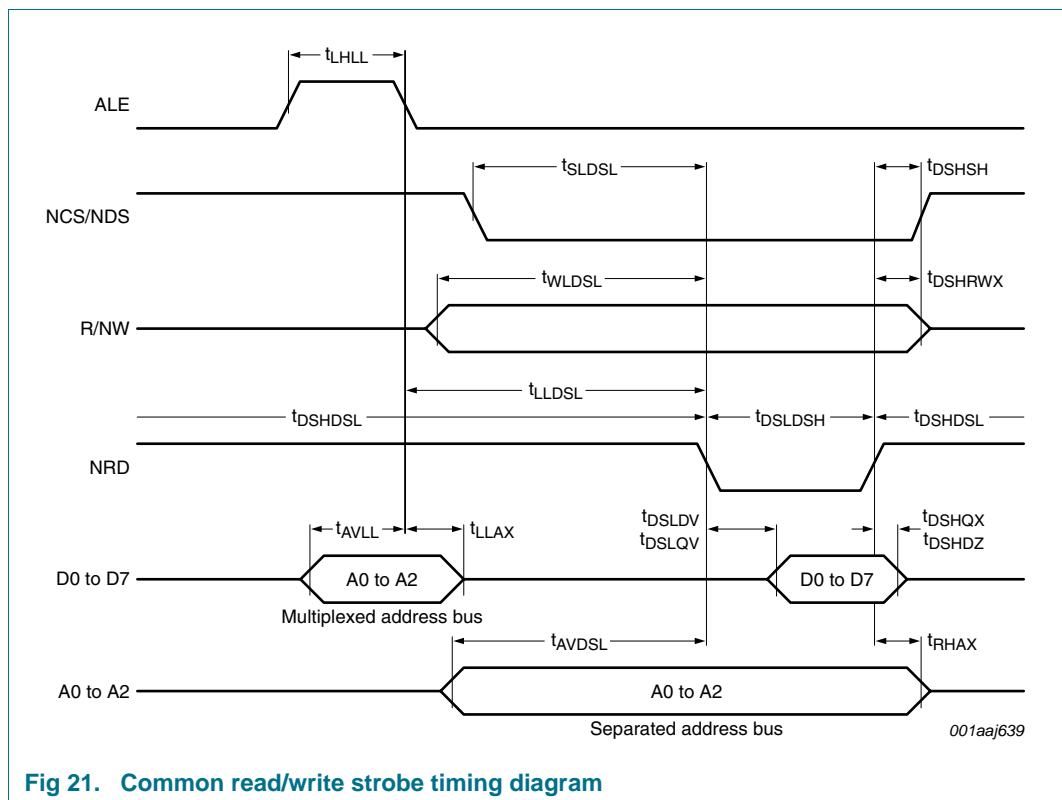 tLHLL
ALE
tSLDSL
tDSHSH
NCS/NDS
tWLDSL
tDSHRWX
R/NW
tLLDSL
tDSHDSL
tDSLDSH
tDSHDSL
NRD
tAVLL
tLLAX
tDSLDV
tDSLQV
tDSHQX
tDSHDZ
D0 to D7
A0 to A2
D0 to D7
Multiplexed address bus
tAVDSL
tRHAX
A0 to A2
A0 to A2
Separated address bus
001aaj639
Fig 21. Common read/write strobe timing diagram